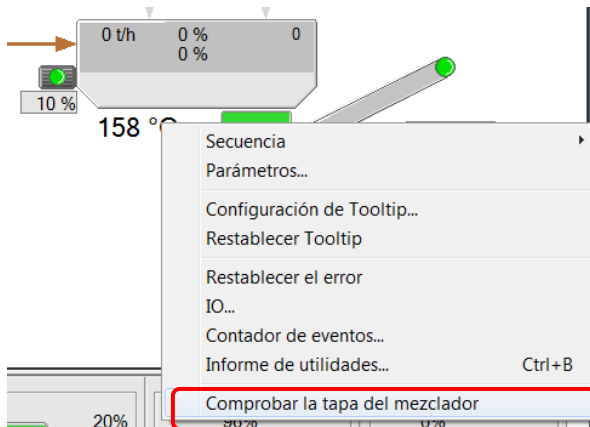 0 t/h 0 % 0
0 %
10 %
158 °
Secuencia
Parámetros...
Configuración de Tooltip...
Restablecer Tooltip
Restablecer el error
IO...
Contador de eventos...
Informe de utilidades... Ctrl+B
Comprobar la tapa del mezclador
20%